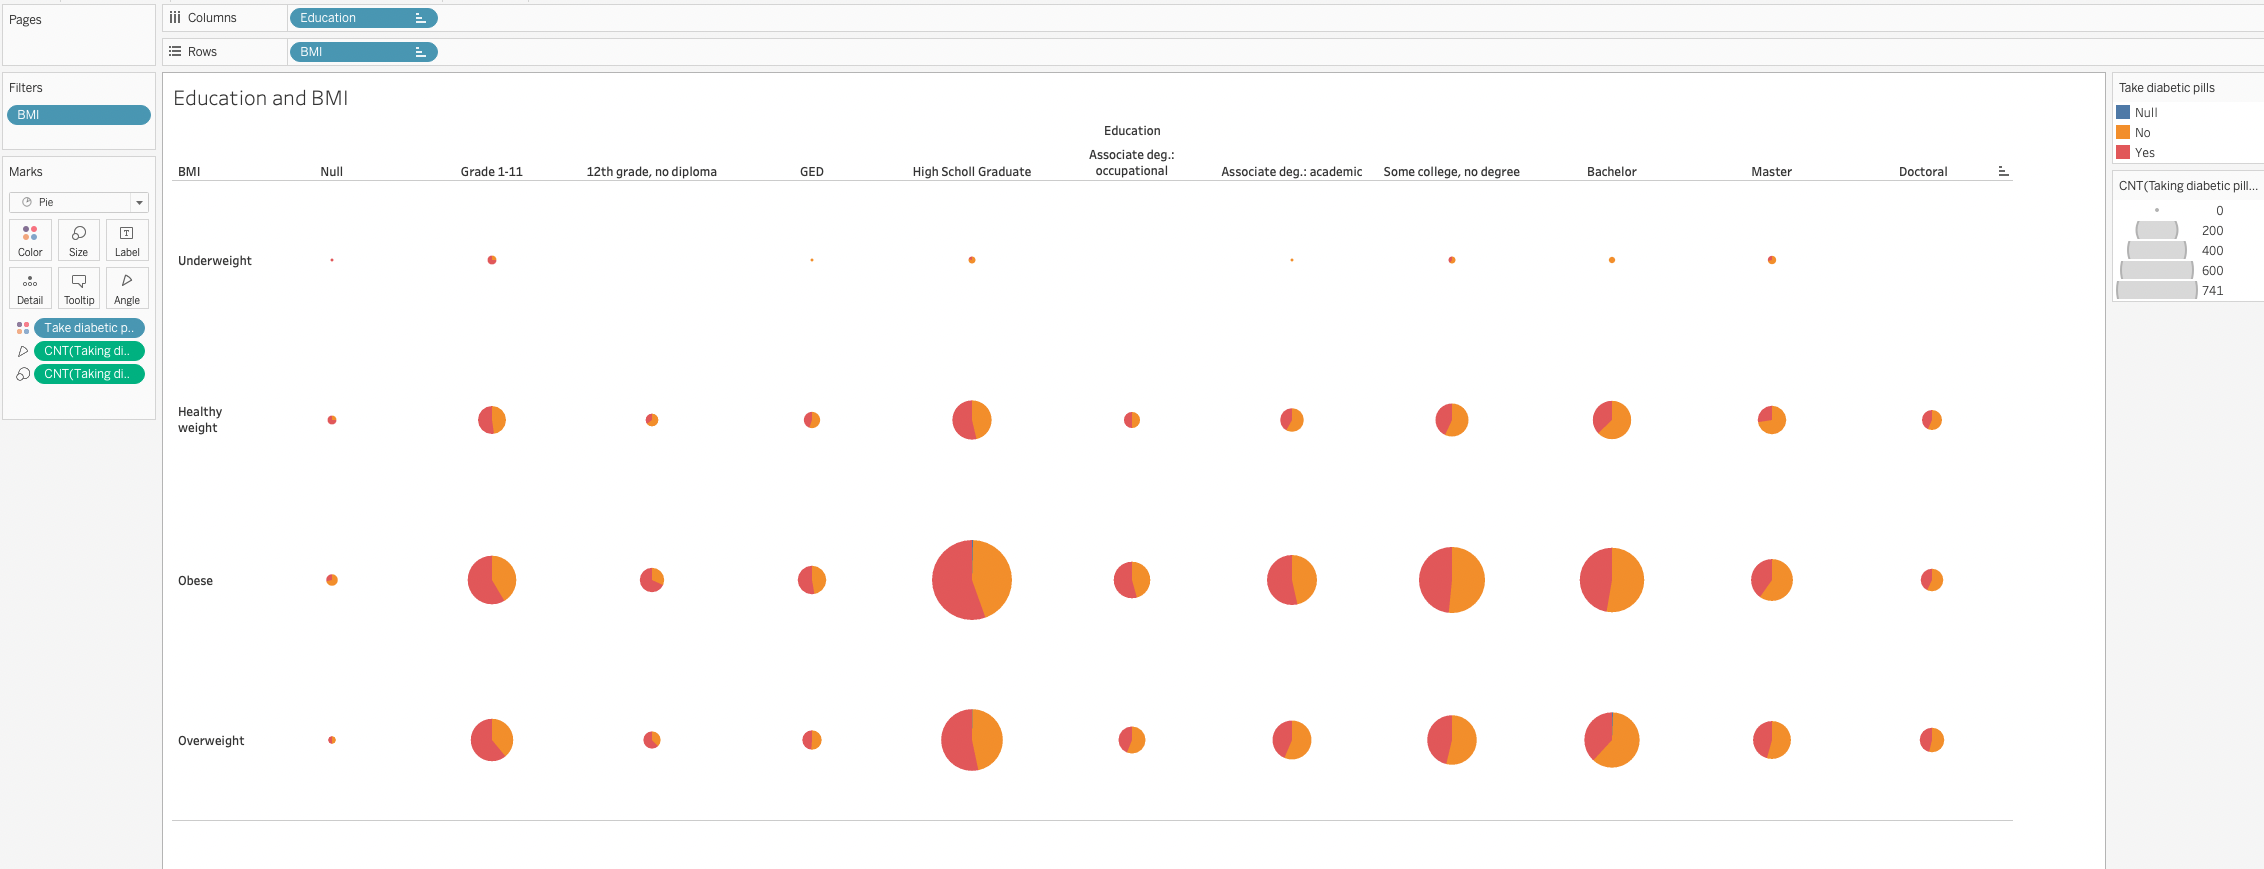 Pages
Columns
Education
Rows
BMI
Filters
BMI
Marks
Pie
Color
Size
Label
Detail
Tooltip
Angle
Take diabetic p..
CNT(Taking di..
CNT(Taking di..
Education and BMI
Education
BMI
Null
Grade 1-11
12th grade, no diploma
GED
High Scholl Graduate
Associate deg.:
occupational
Associate deg.: academic
Some college, no degree
Bachelor
Master
Doctoral
Underweight
Healthy
weight
Obese
Overweight
Take diabetic pills
Null
No
Yes
CNT(Taking diabetic pill...
0
200
400
600
741